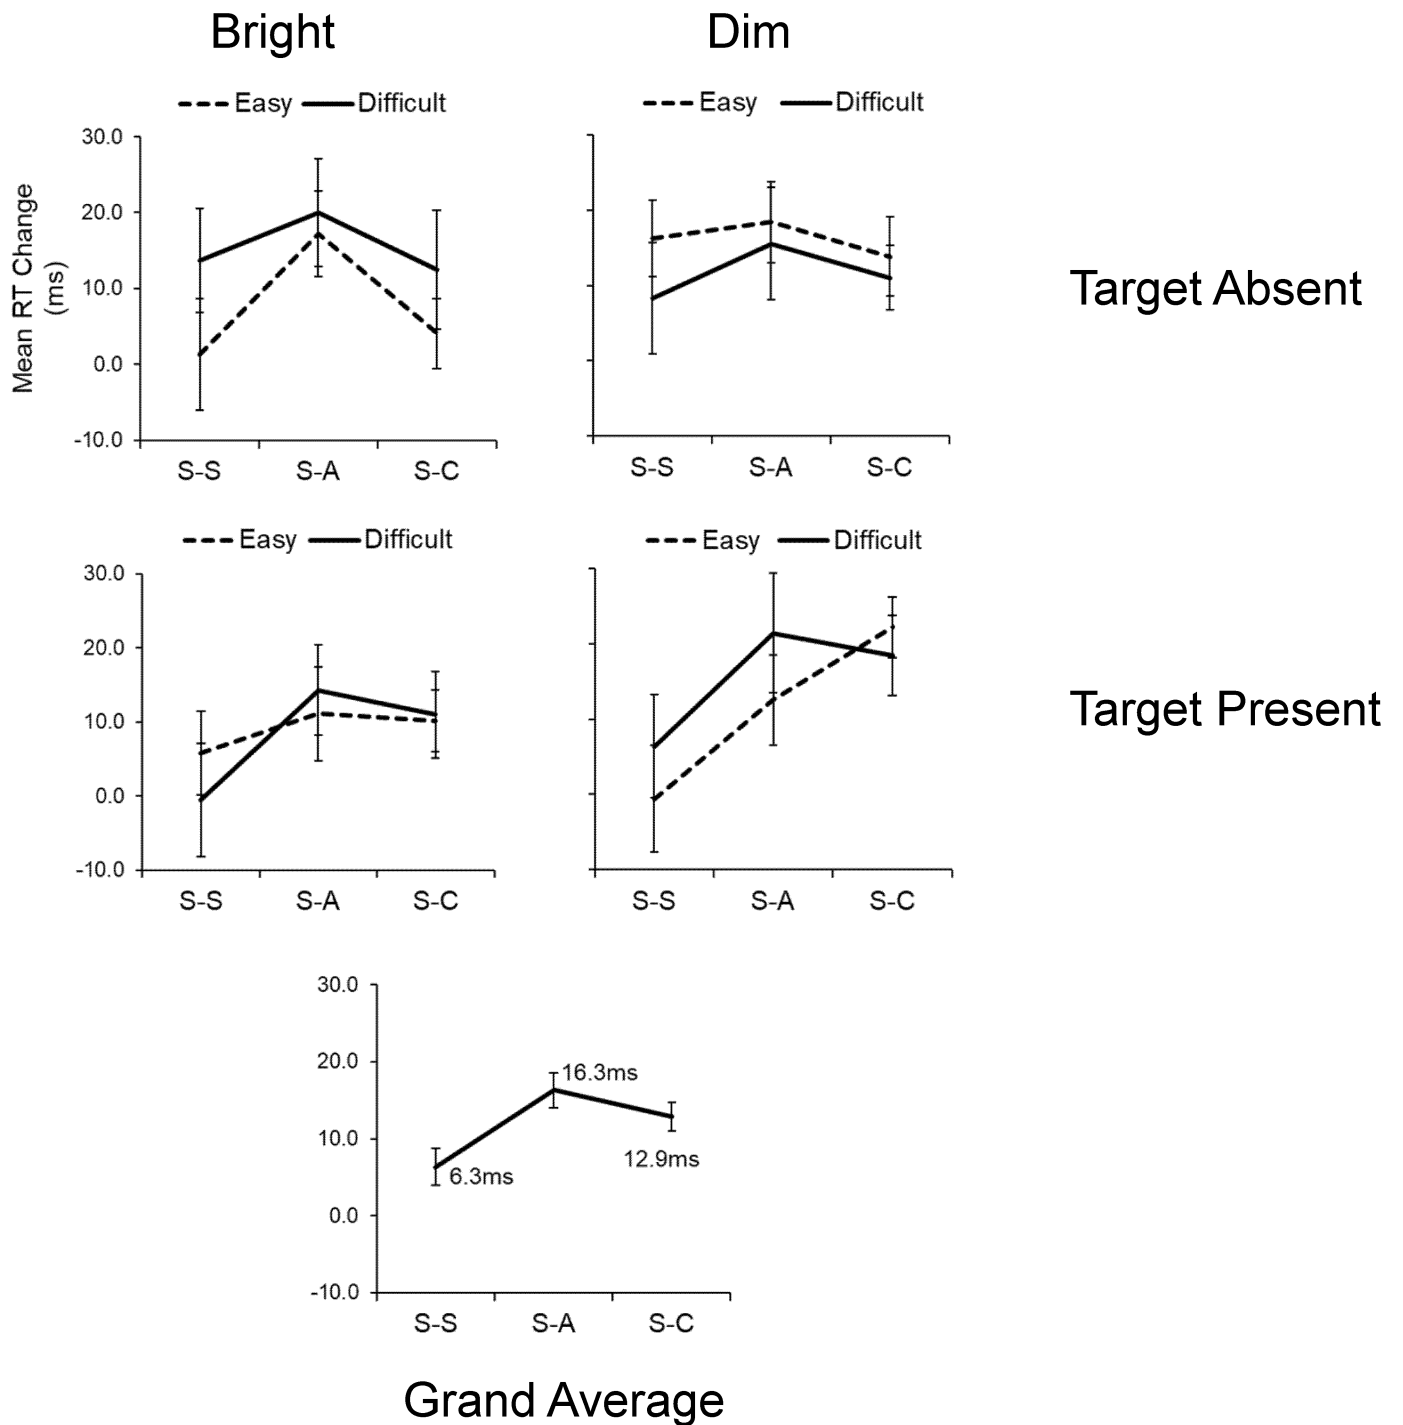 Bright Dim
Easy Difficult Easy Difficult
30.0
20.0
10.0
0.0
-10.0
Mean RT Change
(ms)
S-S S-A S-C S-S S-A S-C
Target Absent
Easy Difficult Easy Difficult
30.0
20.0
10.0
0.0
-10.0
S-S S-A S-C S-S S-A S-C
Target Present
30.0
20.0
10.0
0.0
-10.0
16.3ms
12.9ms
6.3ms
S-S S-A S-C
Grand Average